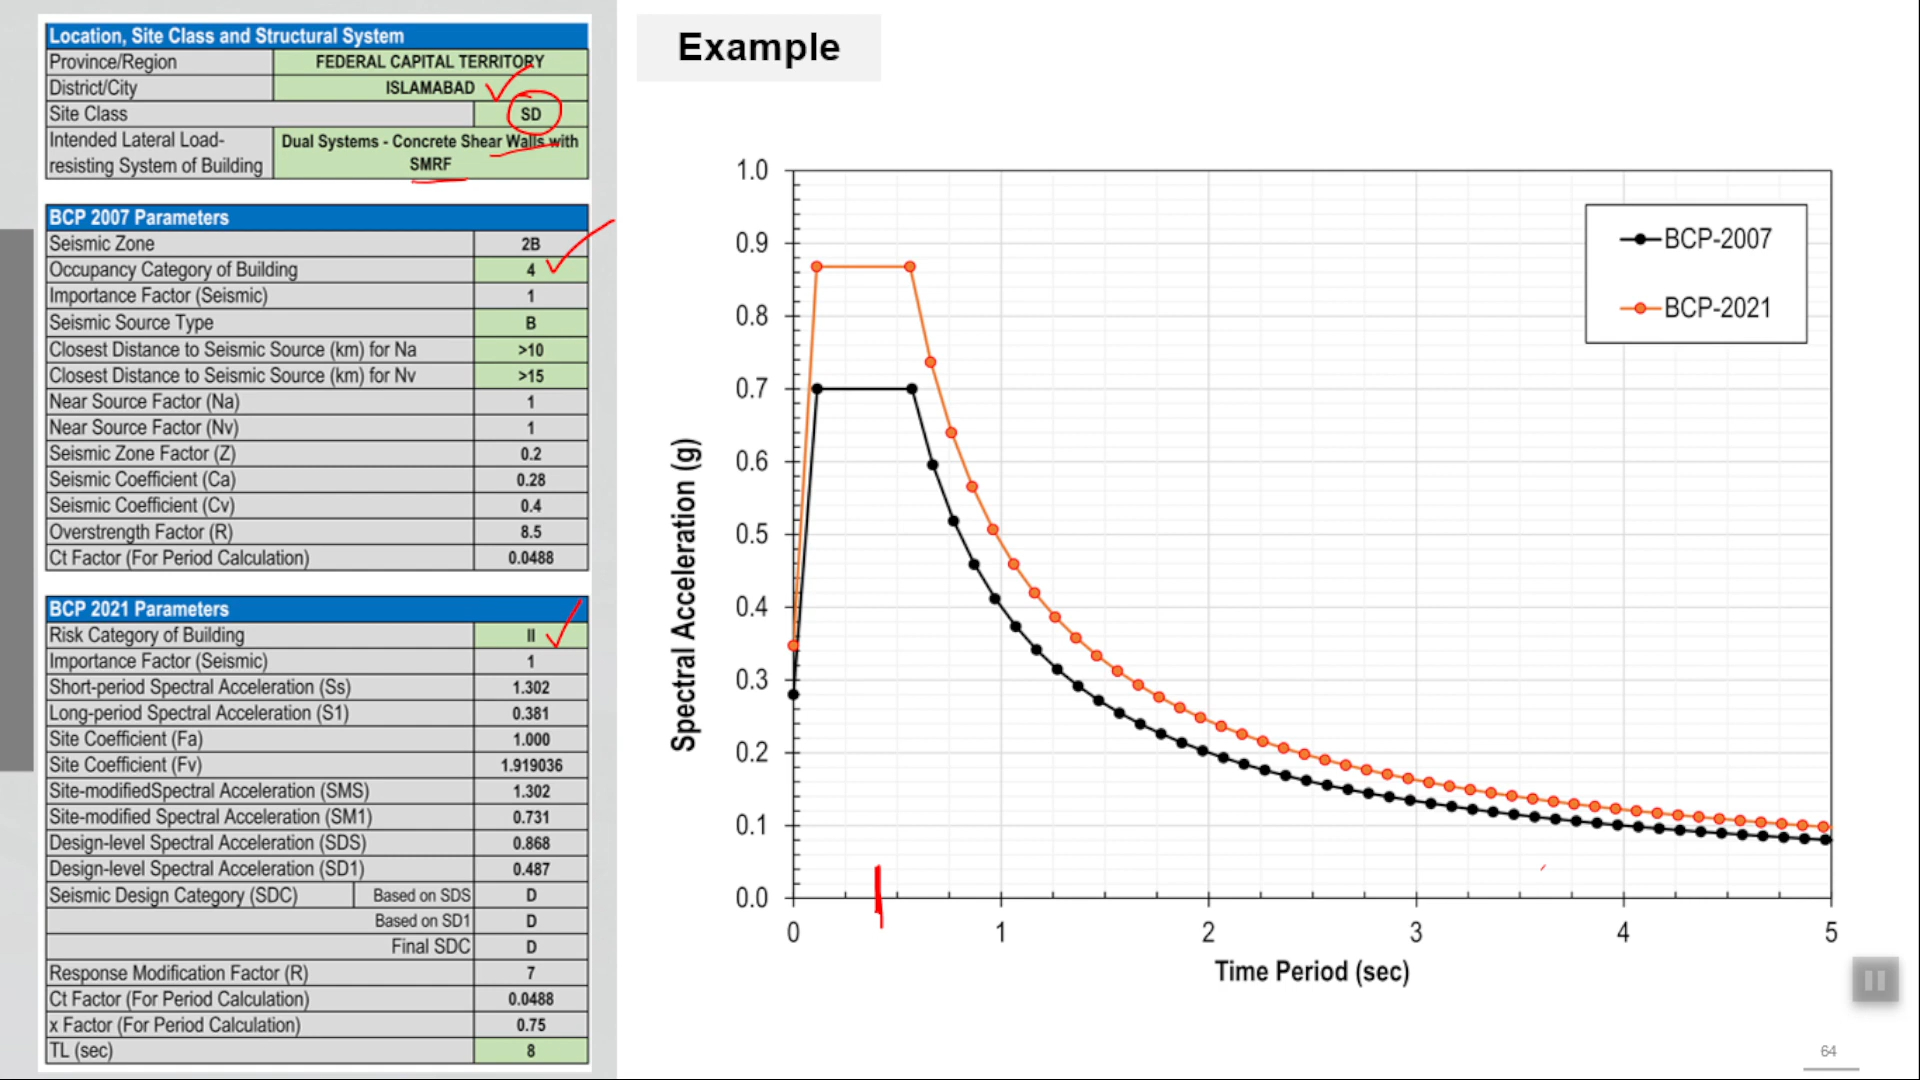 Location, Site Class and Structural System
Province/Region FEDERAL CAPITAL TERRITORY
District/City ISLAMABAD
Site Class SD
Intended Lateral Load-resisting System of Building Dual Systems - Concrete Shear Walls with SMRF
BCP 2007 Parameters
Seismic Zone 2B
Occupancy Category of Building 4
Importance Factor (Seismic) 1
Seismic Source Type B
Closest Distance to Seismic Source (km) for Na >10
Closest Distance to Seismic Source (km) for Nv >15
Near Source Factor (Na) 1
Near Source Factor (Nv) 1
Seismic Zone Factor (Z) 0.2
Seismic Coefficient (Ca) 0.28
Seismic Coefficient (Cv) 0.4
Overstrength Factor (R) 8.5
Ct Factor (For Period Calculation) 0.0488
BCP 2021 Parameters
Risk Category of Building II
Importance Factor (Seismic) 1
Short-period Spectral Acceleration (Ss) 1.302
Long-period Spectral Acceleration (S1) 0.381
Site Coefficient (Fa) 1.000
Site Coefficient (Fv) 1.919036
Site-modifiedSpectral Acceleration (SMS) 1.302
Site-modified Spectral Acceleration (SM1) 0.731
Design-level Spectral Acceleration (SDS) 0.868
Design-level Spectral Acceleration (SD1) 0.487
Seismic Design Category (SDC) Based on SDS D
Based on SD1 D
Final SDC D
Response Modification Factor (R) 7
Ct Factor (For Period Calculation) 0.0488
x Factor (For Period Calculation) 0.75
TL (sec) 8
Example
Spectral Acceleration (g)
1.0
0.9
0.8
0.7
0.6
0.5
0.4
0.3
0.2
0.1
0.0
BCP-2007
BCP-2021
0 1 2 3 4 5
Time Period (sec)
64